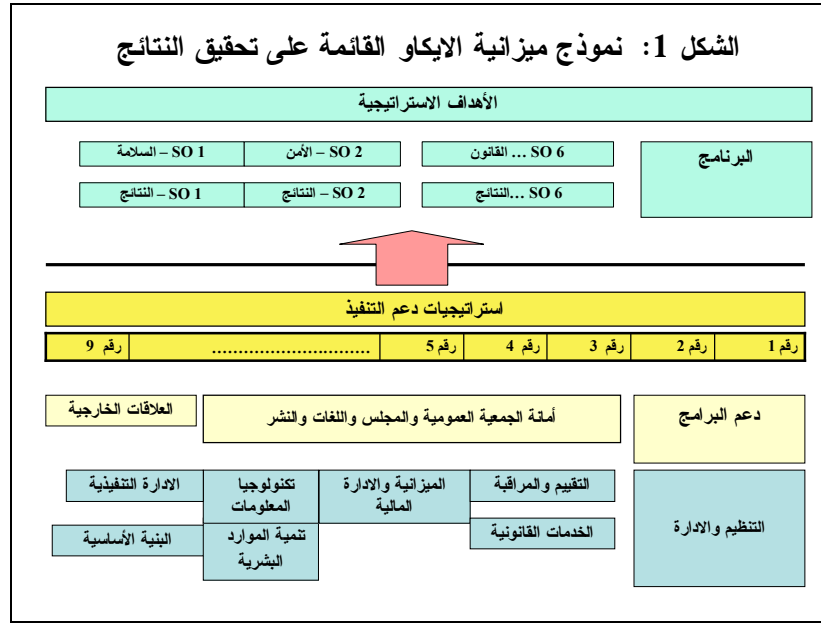 الشكل 1: نموذج ميزانية الايكاو القائمة على تحقيق النتائج
الأهداف الاستراتيجية
البرنامج
SO 6 ... القانون
SO 2 – الأمن
SO 1 – السلامة
SO 6 ...النتائج
SO 2 – النتائج
SO 1 – النتائج
استراتيجيات دعم التنفيذ
رقم 1
رقم 2
رقم 3
رقم 4
رقم 5
..............................
رقم 9
دعم البرامج
أمانة الجمعية العمومية والمجلس واللغات والنشر
العلاقات الخارجية
التنظيم والادارة
التقييم والمراقبة
الميزانية والادارة
المالية
تكنولوجيا
المعلومات
الادارة التنفيذية
الخدمات القانونية
تنمية الموارد
البشرية
البنية الأساسية